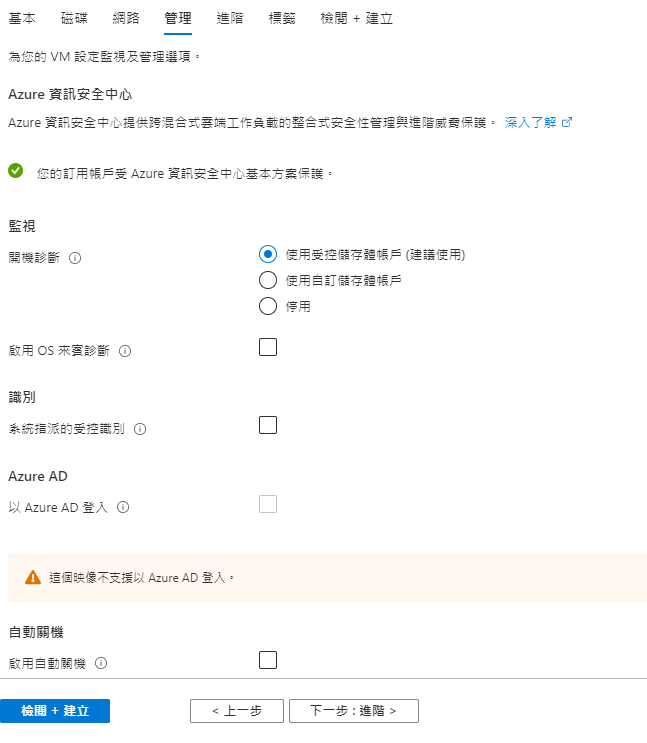 基本 磁碟 網路 管理 進階 標籤 檢閱 + 建立
為您的 VM 設定監視及管理選項。
Azure 資訊安全中心
Azure 資訊安全中心提供跨混合式雲端工作負載的整合式安全性管理與進階威脅保護。 深入了解
您的訂用帳戶受 Azure 資訊安全中心基本方案保護。
監視
開機診斷 使用受控儲存體帳戶 (建議使用)
使用自訂儲存體帳戶
停用
啟用 OS 來賓診斷
識別
系統指派的受控識別
Azure AD
以 Azure AD 登入
這個映像不支援以 Azure AD 登入。
自動關機
啟用自動關機
檢閱 + 建立 < 上一步 下一步 : 進階 >